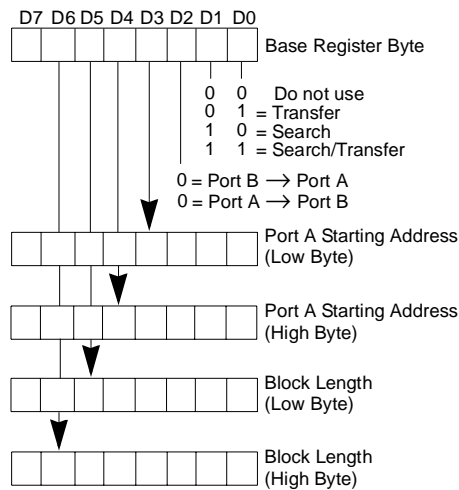 D7 D6 D5 D4 D3 D2 D1 D0
Base Register Byte
0 0 Do not use
0 1 = Transfer
1 0 = Search
1 1 = Search/Transfer
0 = Port B → Port A
0 = Port A → Port B
Port A Starting Address
(Low Byte)
Port A Starting Address
(High Byte)
Block Length
(Low Byte)
Block Length
(High Byte)